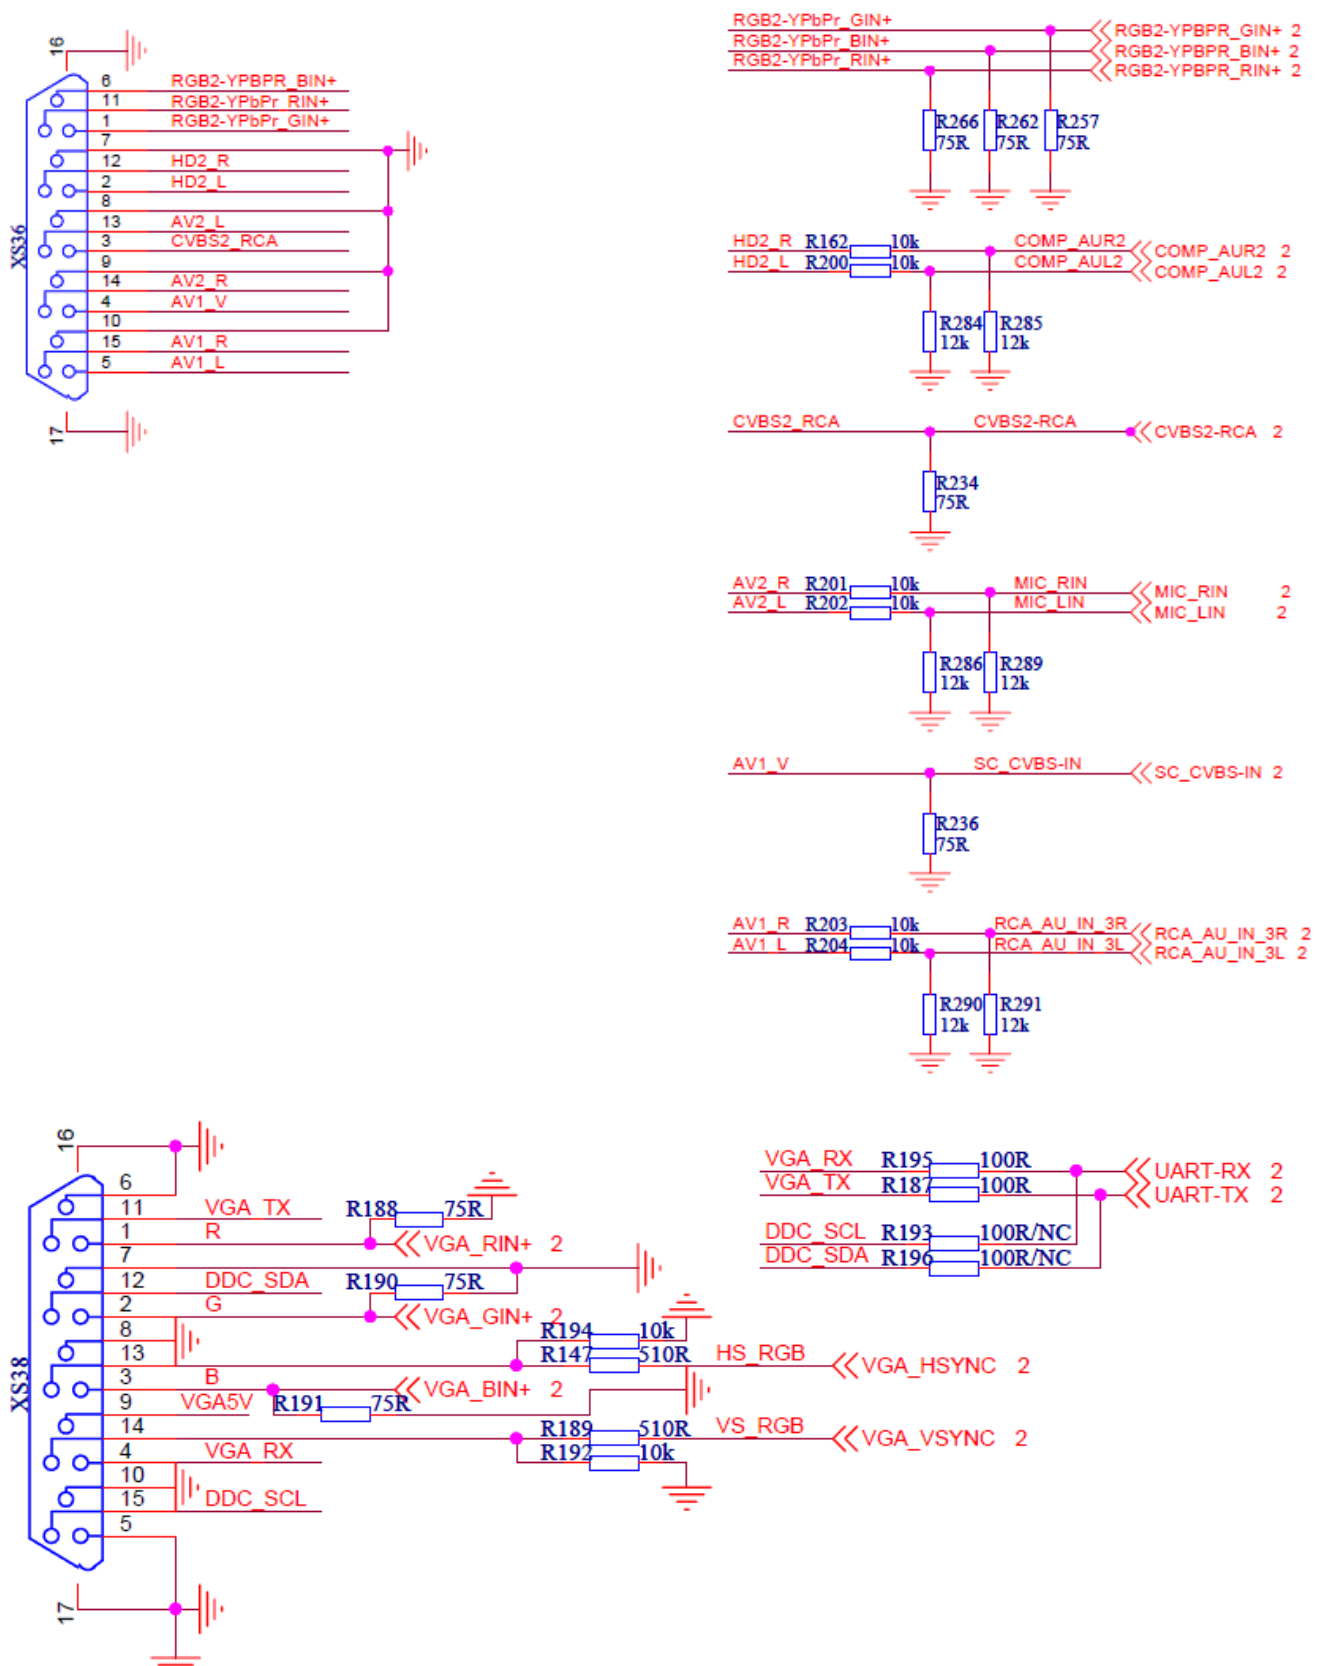 16
6 RGB2-YPBPR_BIN+
11 RGB2-YPbPr_RIN+
1 RGB2-YPbPr_GIN+
7
12 HD2_R
2 HD2_L
8
13 AV2_L
3 CVBS2_RCA
9
14 AV2_R
4 AV1_V
10
15 AV1_R
5 AV1_L
XS36
17
RGB2-YPbPr_GIN+ RGB2-YPBPR_GIN+ 2
RGB2-YPbPr_BIN+ RGB2-YPBPR_BIN+ 2
RGB2-YPbPr_RIN+ RGB2-YPBPR_RIN+ 2
R266 R262 R257
75R 75R 75R
HD2_R R162 10k COMP_AUR2 COMP_AUR2 2
HD2_L R200 10k COMP_AUL2 COMP_AUL2 2
R284 R285
12k 12k
CVBS2_RCA CVBS2-RCA CVBS2-RCA 2
R234
75R
AV2_R R201 10k MIC_RIN MIC_RIN 2
AV2_L R202 10k MIC_LIN MIC_LIN 2
R286 R289
12k 12k
AV1_V SC_CVBS-IN SC_CVBS-IN 2
R236
75R
AV1_R R203 10k RCA_AU_IN_3R RCA_AU_IN_3R 2
AV1_L R204 10k RCA_AU_IN_3L RCA_AU_IN_3L 2
R290 R291
12k 12k
16
6
11 VGA_TX R188 75R
1 R VGA_RIN+ 2
7
12 DDC_SDA R190 75R
2 G VGA_GIN+ 2
8 R194 10k
13 R147 510R HS_RGB VGA_HSYNC 2
3 B VGA_BIN+ 2
9 VGA5V R191 75R
14 R189 510R VS_RGB VGA_VSYNC 2
4 VGA_RX R192 10k
10
15 DDC_SCL
5
XS38
17
VGA_RX R195 100R UART-RX 2
VGA_TX R187 100R UART-TX 2
DDC_SCL R193 100R/NC
DDC_SDA R196 100R/NC